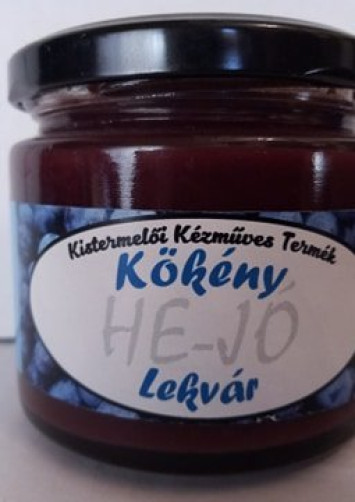 Kistermelői Kézműves Termék
Kökény
HE-JÓ
Lekvár